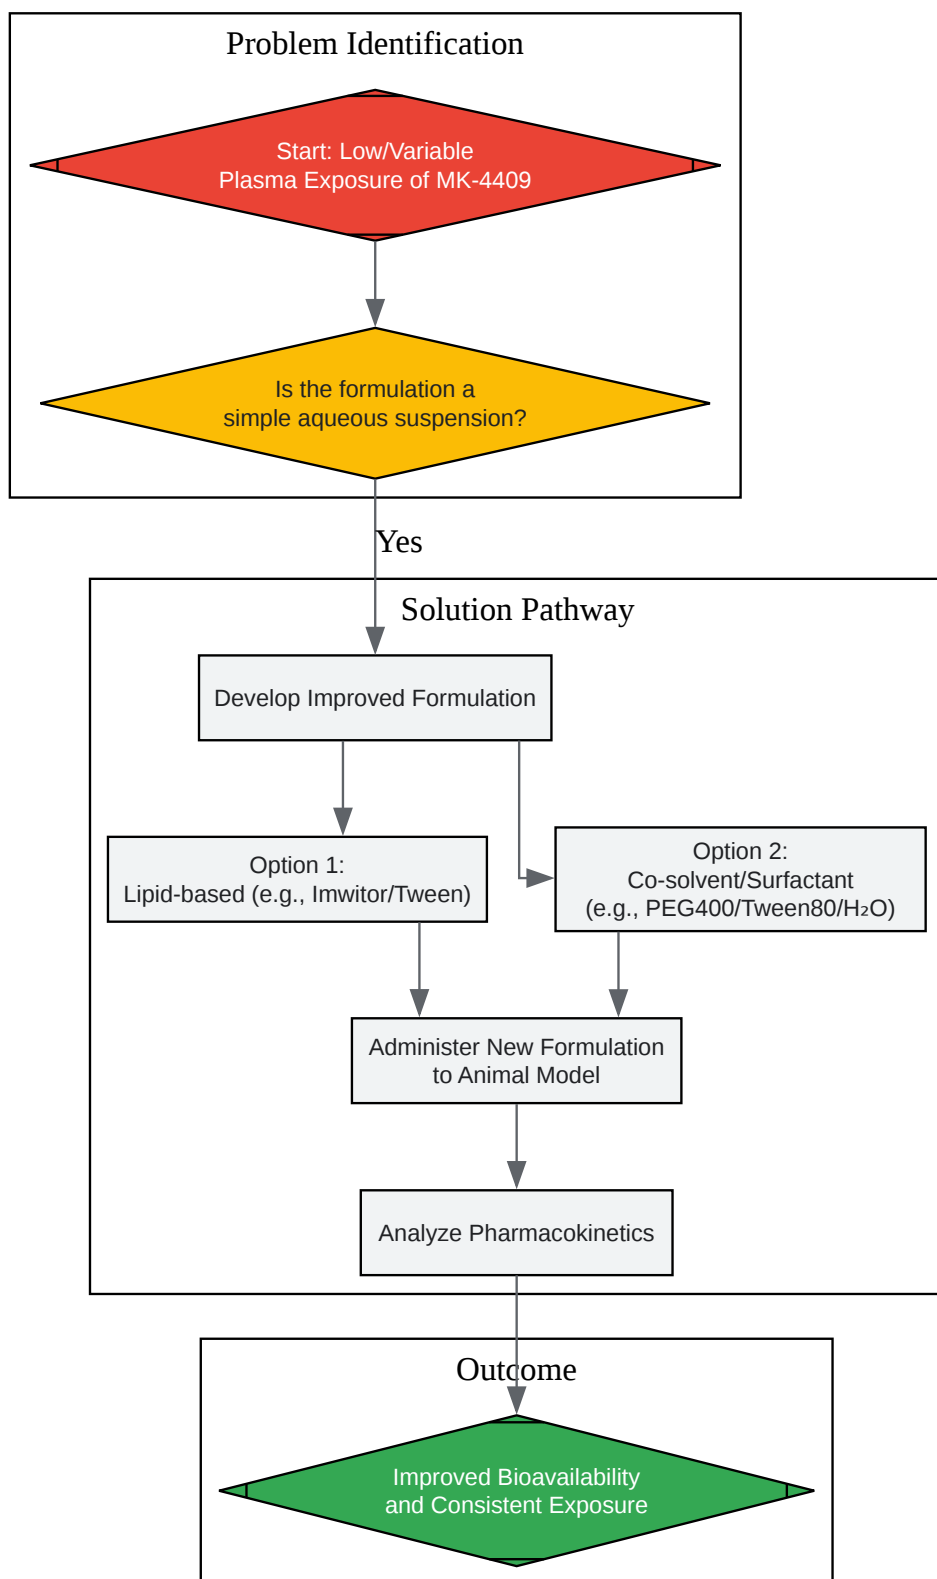 Problem Identification
Start: Low/Variable
Plasma Exposure of MK-4409
Is the formulation a
simple aqueous suspension?
Yes
Solution Pathway
Develop Improved Formulation
Option 1:
Lipid-based (e.g., Imwitor/Tween)
Option 2:
Co-solvent/Surfactant
(e.g., PEG400/Tween80/H₂O)
Administer New Formulation
to Animal Model
Analyze Pharmacokinetics
Outcome
Improved Bioavailability
and Consistent Exposure